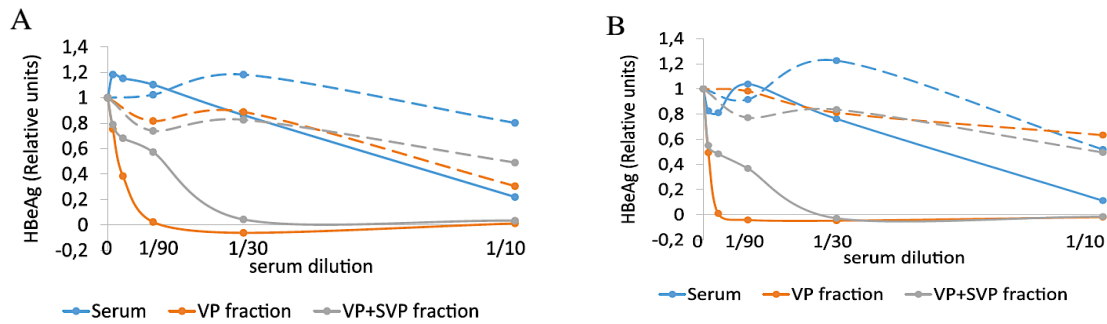 A
HBeAg (Relative units)
1,4
1,2
1
0,8
0,6
0,4
0,2
0
-0,2
0
1/90
1/30
1/10
serum dilution
Serum
VP fraction
VP+SVP fraction
B
HBeAg (Relative units)
1,4
1,2
1
0,8
0,6
0,4
0,2
0
-0,2
0
1/90
1/30
1/10
serum dilution
Serum
VP fraction
VP+SVP fraction